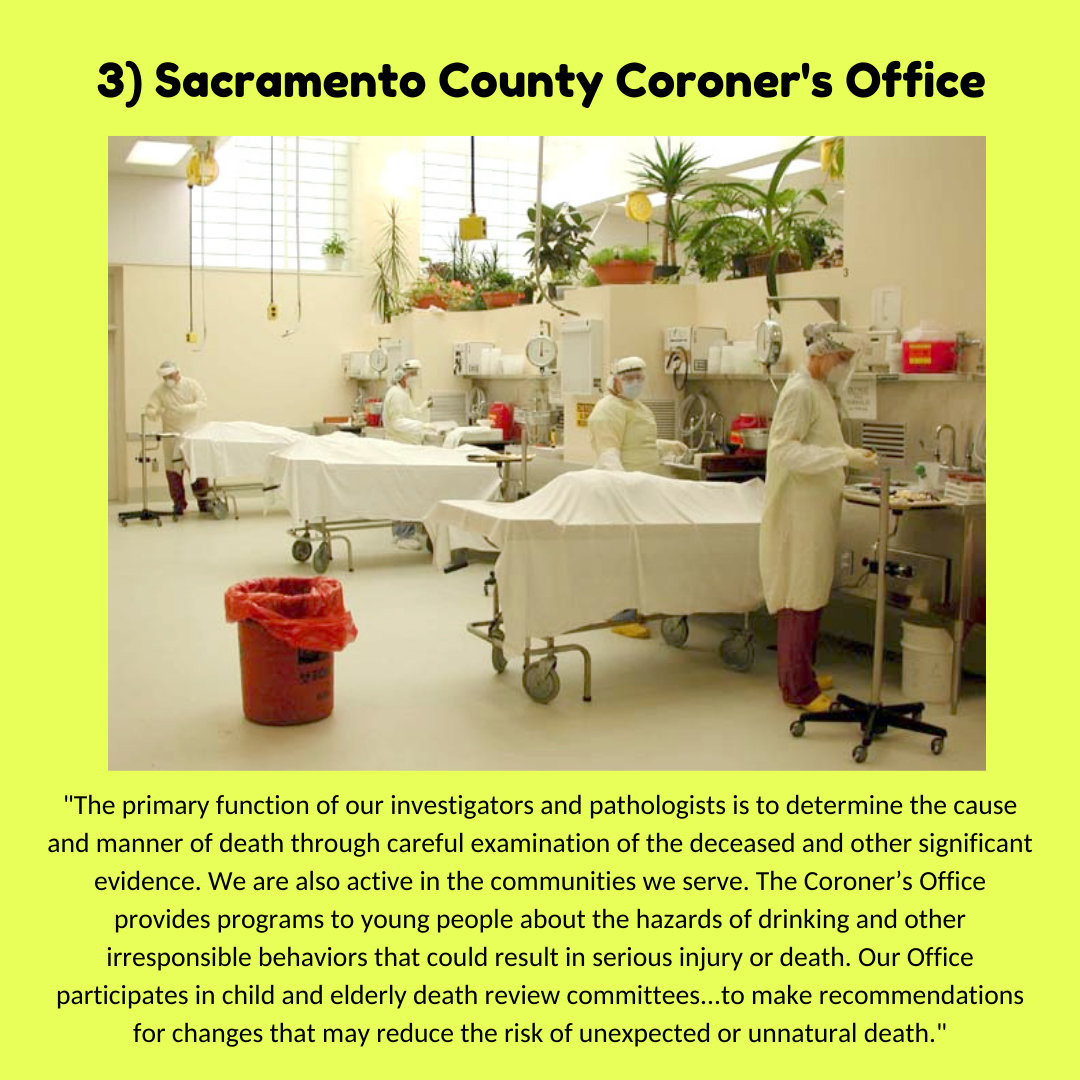 3) Sacramento County Coroner's Office
"The primary function of our investigators and pathologists is to determine the cause
and manner of death through careful examination of the deceased and other significant
evidence. We are also active in the communities we serve. The Coroner’s Office
provides programs to young people about the hazards of drinking and other
irresponsible behaviors that could result in serious injury or death. Our Office
participates in child and elderly death review committees...to make recommendations
for changes that may reduce the risk of unexpected or unnatural death."